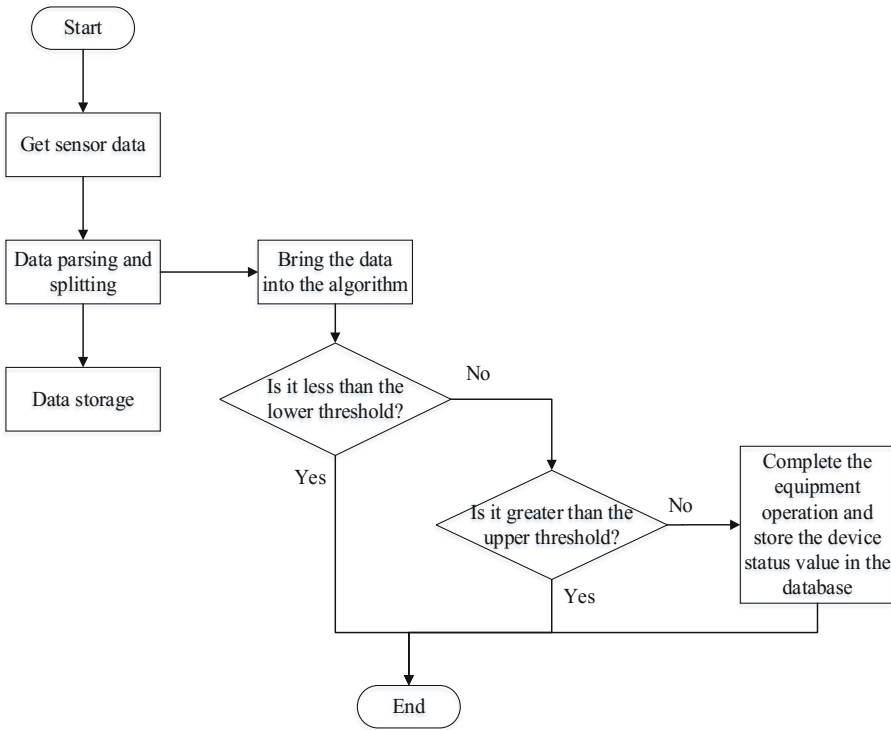 Start
Get sensor data
Data parsing and
splitting
Bring the data
into the algorithm
Data storage
Is it less than the
lower threshold?
No
Yes
Is it greater than the
upper threshold?
No
Yes
Complete the
equipment
operation and
store the device
status value in the
database
End